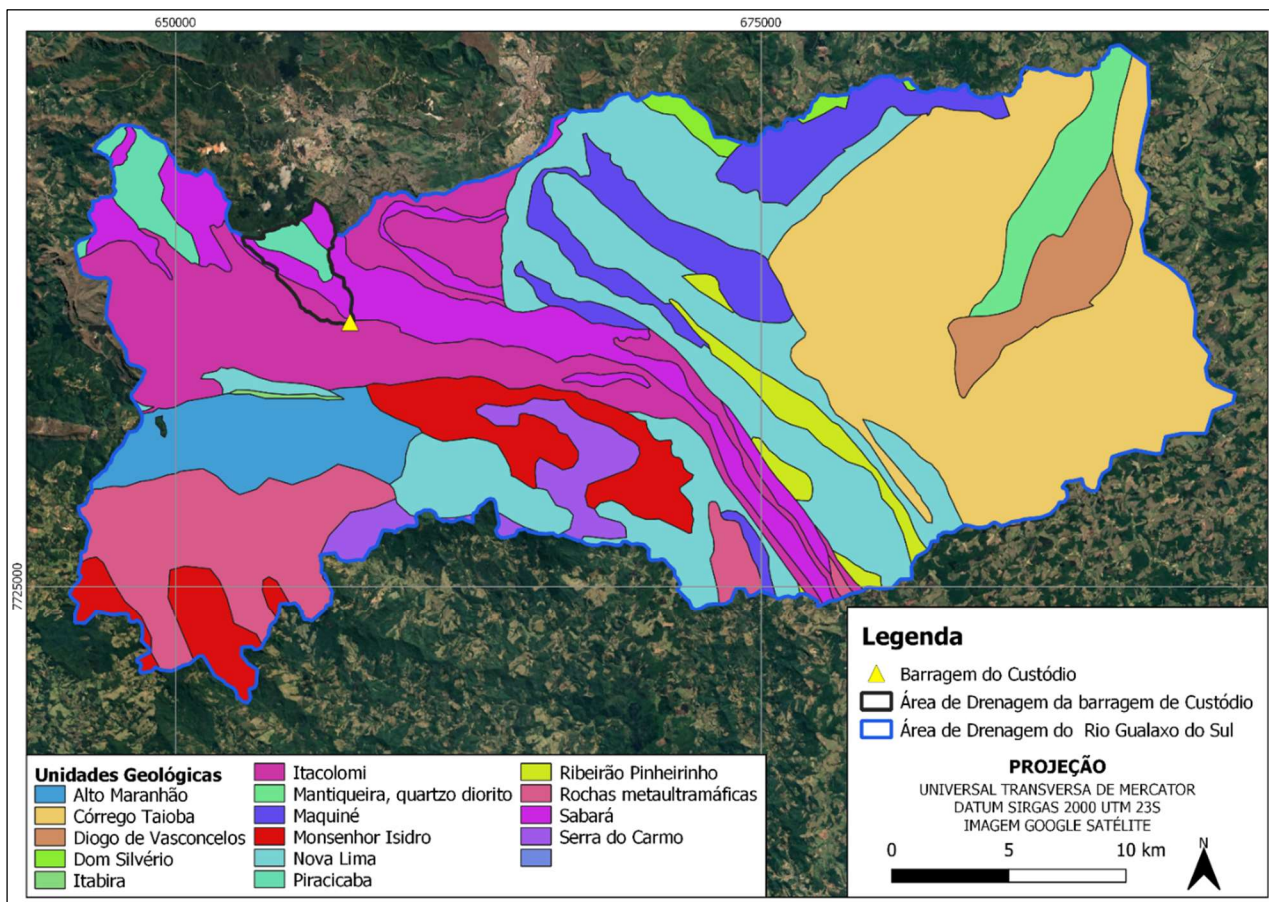 650000
675000
7725000
Legenda
Barragem do Custódio
Área de Drenagem da barragem de Custódio
Área de Drenagem do Rio Gualaxo do Sul
PROJEÇÃO
UNIVERSAL TRANSVERSA DE MERCATOR
DATUM SIRGAS 2000 UTM 23S
IMAGEM GOOGLE SATÉLITE
0 5 10 km
N
Unidades Geológicas
Alto Maranhão
Córrego Taioba
Diogo de Vasconcelos
Dom Silvério
Itabira
Itacolomi
Mantiqueira, quartzo diorito
Maquiné
Monsenhor Isidro
Nova Lima
Piracicaba
Ribeirão Pinheirinho
Rochas metaultramáficas
Sabará
Serra do Carmo